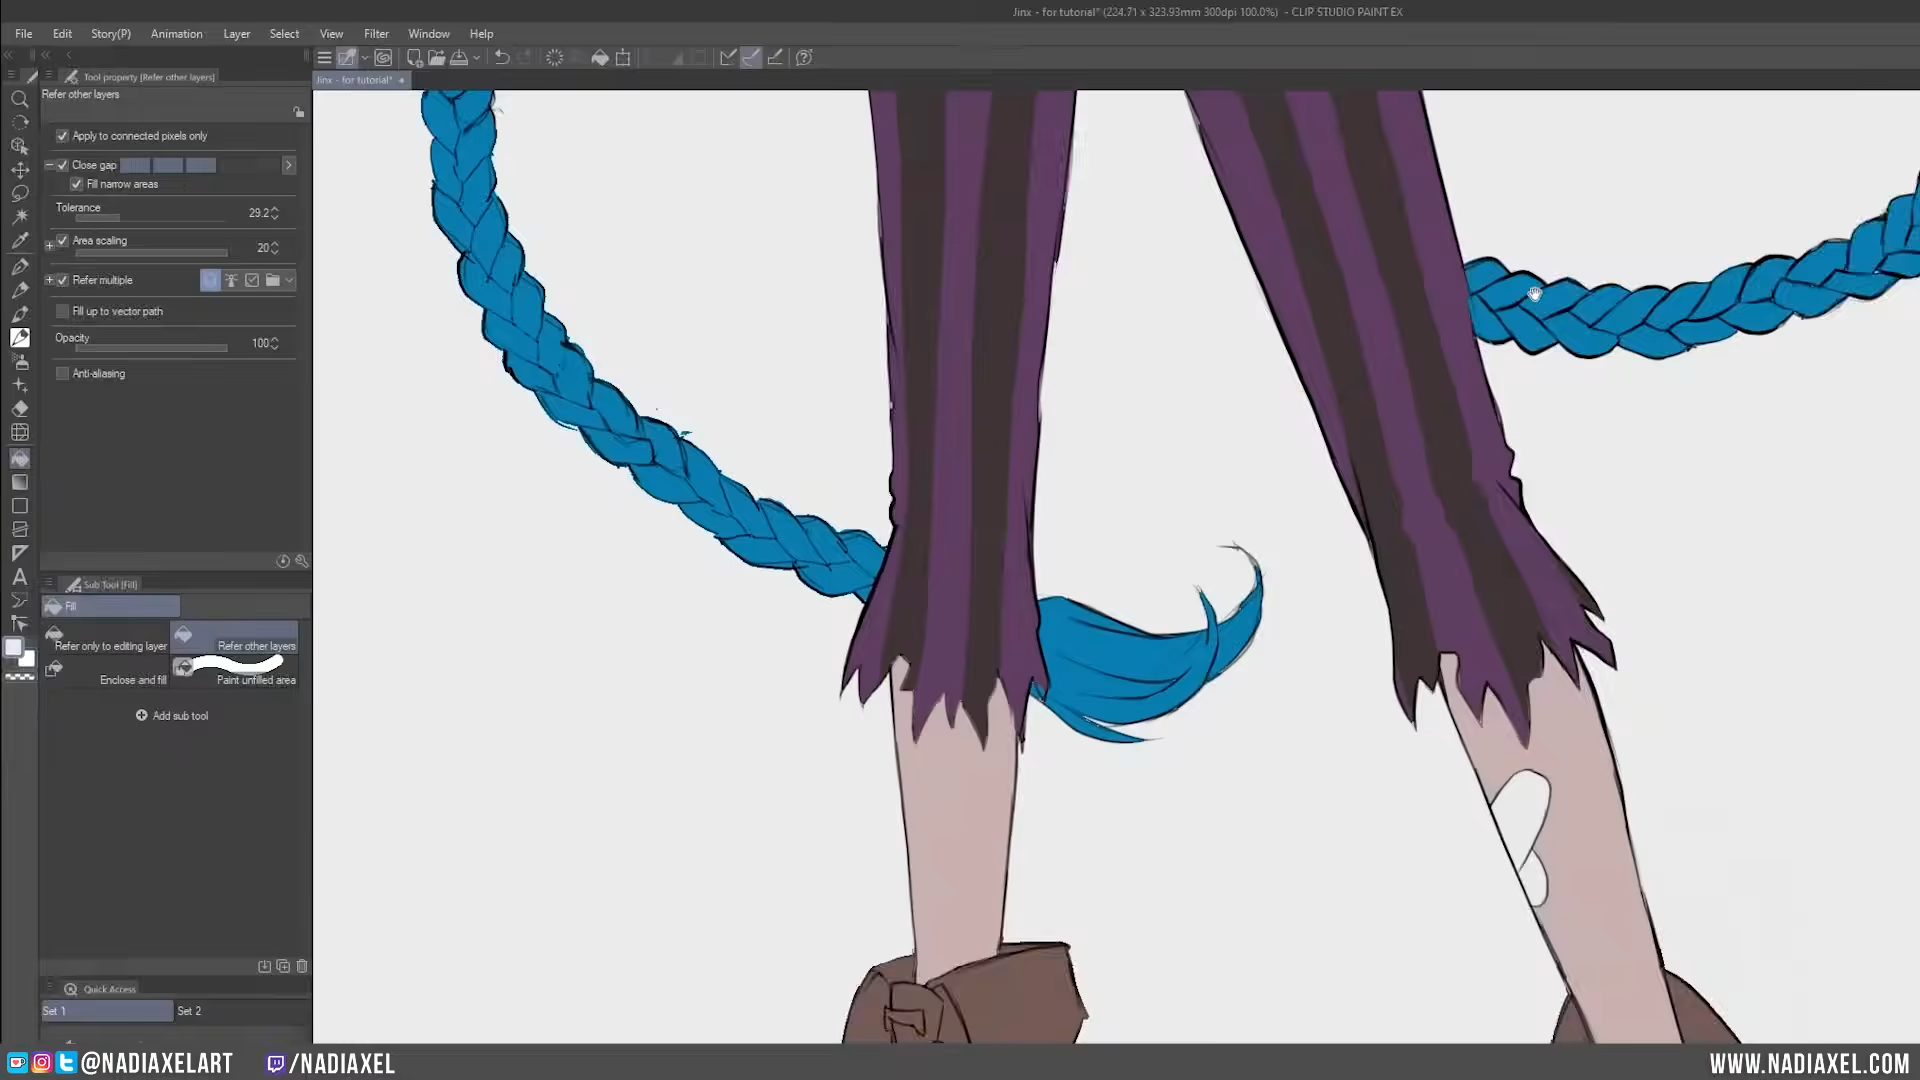 Jinx - for tutorial* (224.71 x 323.93mm 300dpi 100.0%) - CLIP STUDIO PAINT EX
File Edit Story(P) Animation Layer Select View Filter Window Help
Tool property [Refer other layers]
Jinx - for tutorial*
Refer other layers
Apply to connected pixels only
Close gap
Fill narrow areas
Tolerance 29.2
Area scaling 20
Refer multiple
Fill up to vector path
Opacity 100
Anti-aliasing
Sub Tool [Fill]
Fill
Refer only to editing layer Refer other layers
Enclose and fill Paint unfilled area
Add sub tool
Quick Access
Set 1 Set 2
@NADIAXELART /NADIAXEL WWW.NADIAXEL.COM